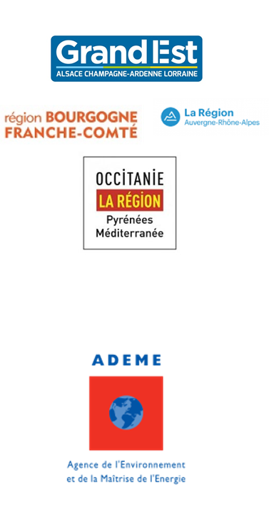 Grand Est
ALSACE CHAMPAGNE-ARDENNE LORRAINE
région BOURGOGNE
FRANCHE-COMTÉ
La Région
Auvergne-Rhône-Alpes
OCCITANIE
LA RÉGION
Pyrénées
Méditerranée
ADEME
Agence de l'Environnement
et de la Maîtrise de l'Energie